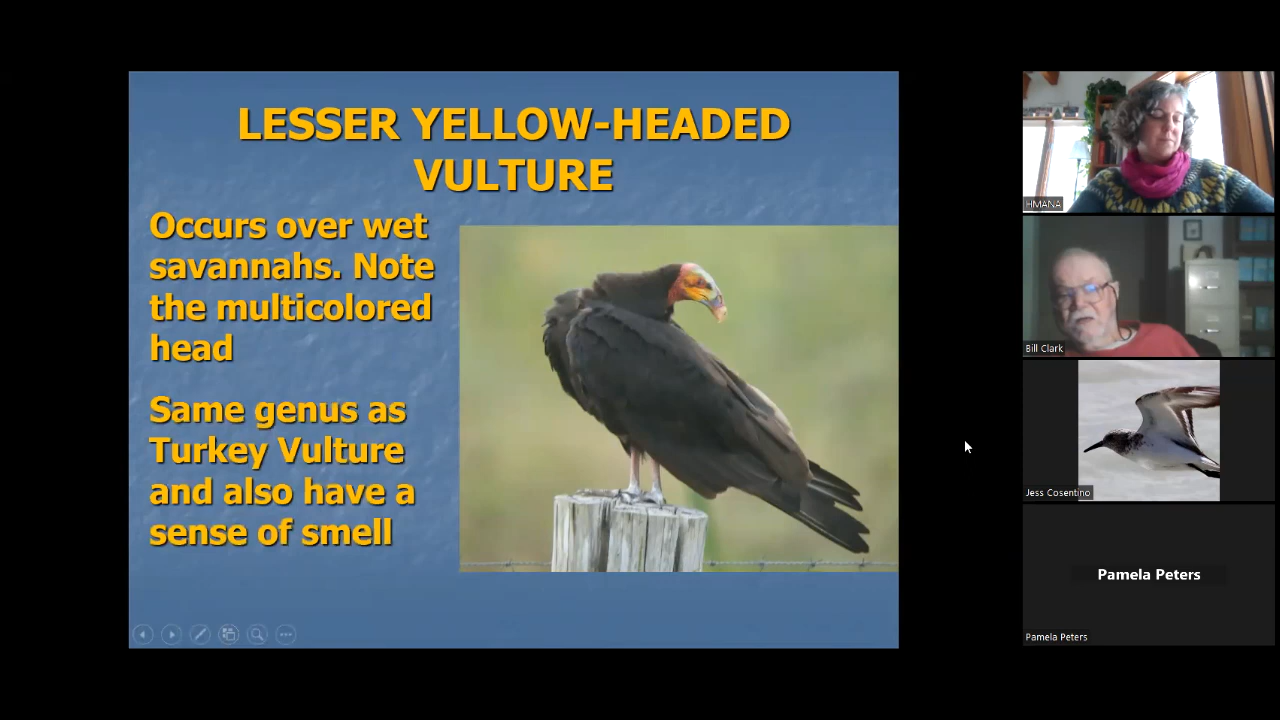 LESSER YELLOW-HEADED
VULTURE
Occurs over wet
savannahs. Note
the multicolored
head
Same genus as
Turkey Vulture
and also have a
sense of smell
HMANA
Bill Clark
Jess Cosentino
Pamela Peters
Pamela Peters